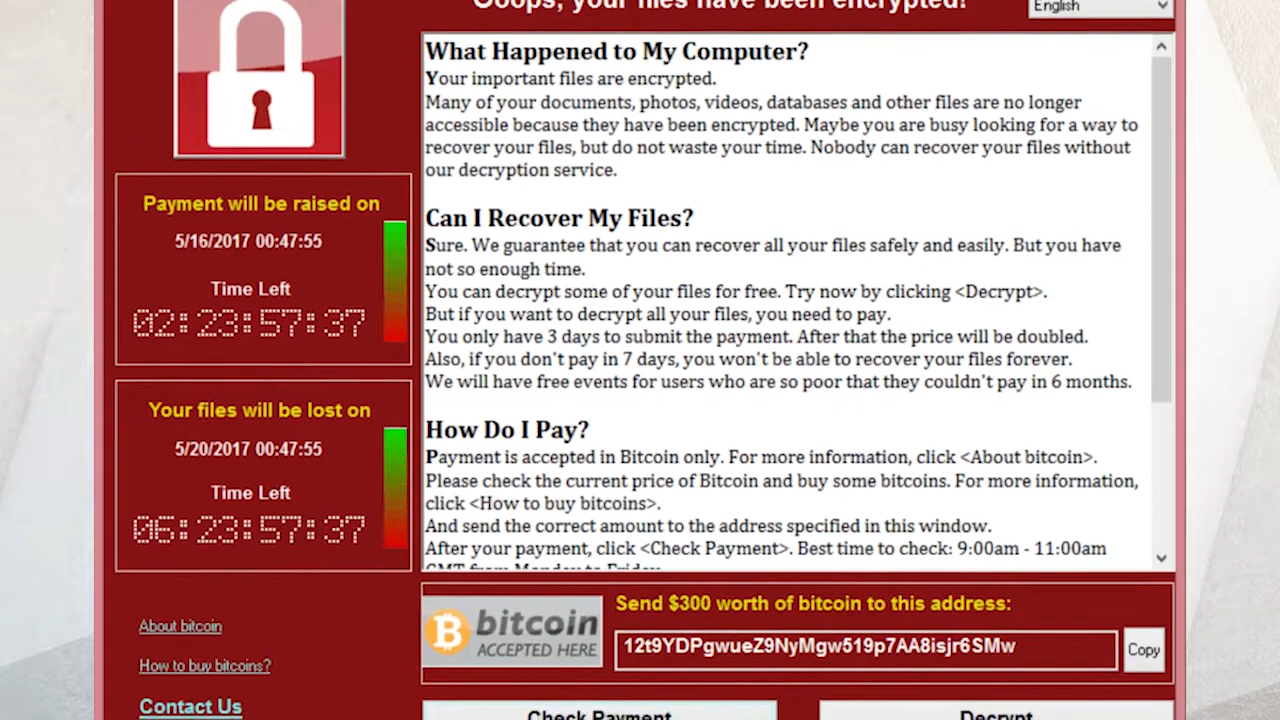 Ooops, your files have been encrypted!
English
What Happened to My Computer?
Your important files are encrypted.
Many of your documents, photos, videos, databases and other files are no longer
accessible because they have been encrypted. Maybe you are busy looking for a way to
recover your files, but do not waste your time. Nobody can recover your files without
our decryption service.
Can I Recover My Files?
Sure. We guarantee that you can recover all your files safely and easily. But you have
not so enough time.
You can decrypt some of your files for free. Try now by clicking <Decrypt>.
But if you want to decrypt all your files, you need to pay.
You only have 3 days to submit the payment. After that the price will be doubled.
Also, if you don't pay in 7 days, you won't be able to recover your files forever.
We will have free events for users who are so poor that they couldn't pay in 6 months.
How Do I Pay?
Payment is accepted in Bitcoin only. For more information, click <About bitcoin>.
Please check the current price of Bitcoin and buy some bitcoins. For more information,
click <How to buy bitcoins>.
And send the correct amount to the address specified in this window.
After your payment, click <Check Payment>. Best time to check: 9:00am - 11:00am
GMT from Monday to Friday.
Payment will be raised on
5/16/2017 00:47:55
Time Left
02:23:57:37
Your files will be lost on
5/20/2017 00:47:55
Time Left
06:23:57:37
About bitcoin
How to buy bitcoins?
Contact Us
bitcoin
ACCEPTED HERE
Send $300 worth of bitcoin to this address:
12t9YDPgwueZ9NyMgw519p7AA8isjr6SMw
Copy
Check Payment
Decrypt